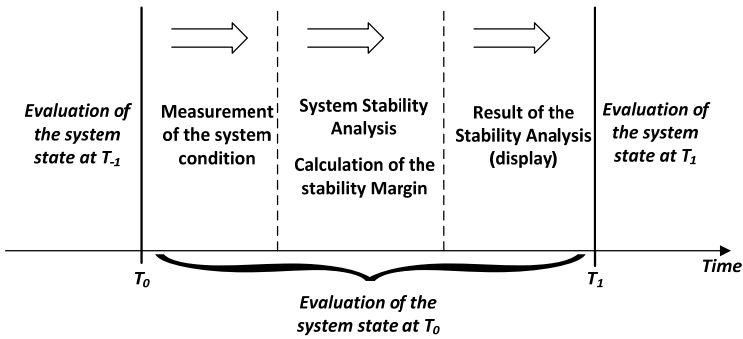 Evaluation of
the system
state at T-1
Measurement
of the system
condition
System Stability
Analysis
Calculation of the
stability Margin
Result of the
Stability Analysis
(display)
Evaluation of
the system
state at T1
Time
T0
T1
Evaluation of the
system state at T0